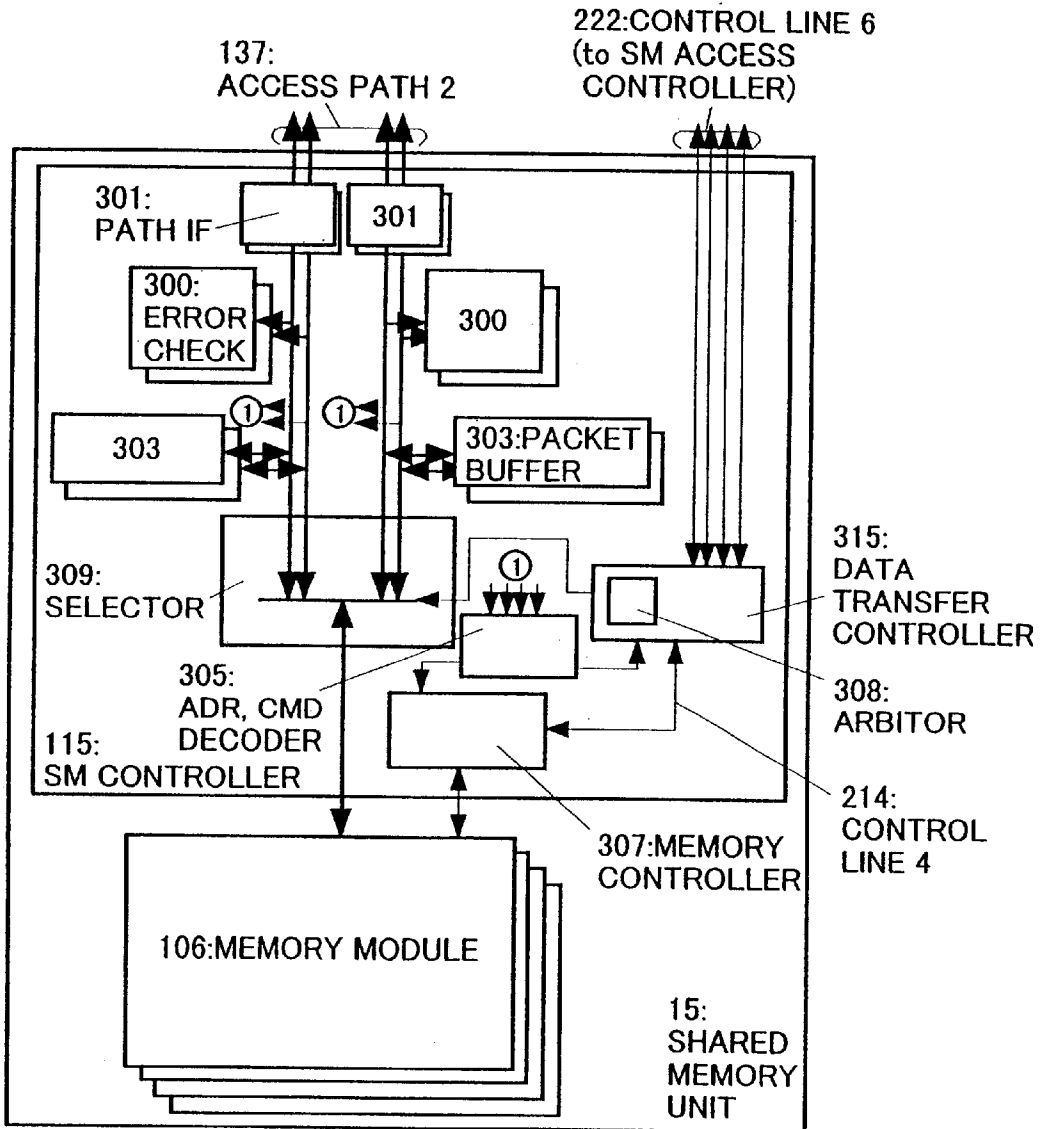 222:CONTROL LINE 6
(to SM ACCESS
CONTROLLER)
137:
ACCESS PATH 2
301:
PATH IF
301
300:
ERROR
CHECK
300
1
1
303
303:PACKET
BUFFER
309:
SELECTOR
1
315:
DATA
TRANSFER
CONTROLLER
305:
ADR, CMD
DECODER
308:
ARBITOR
115:
SM CONTROLLER
214:
CONTROL
LINE 4
307:MEMORY
CONTROLLER
106:MEMORY MODULE
15:
SHARED
MEMORY
UNIT